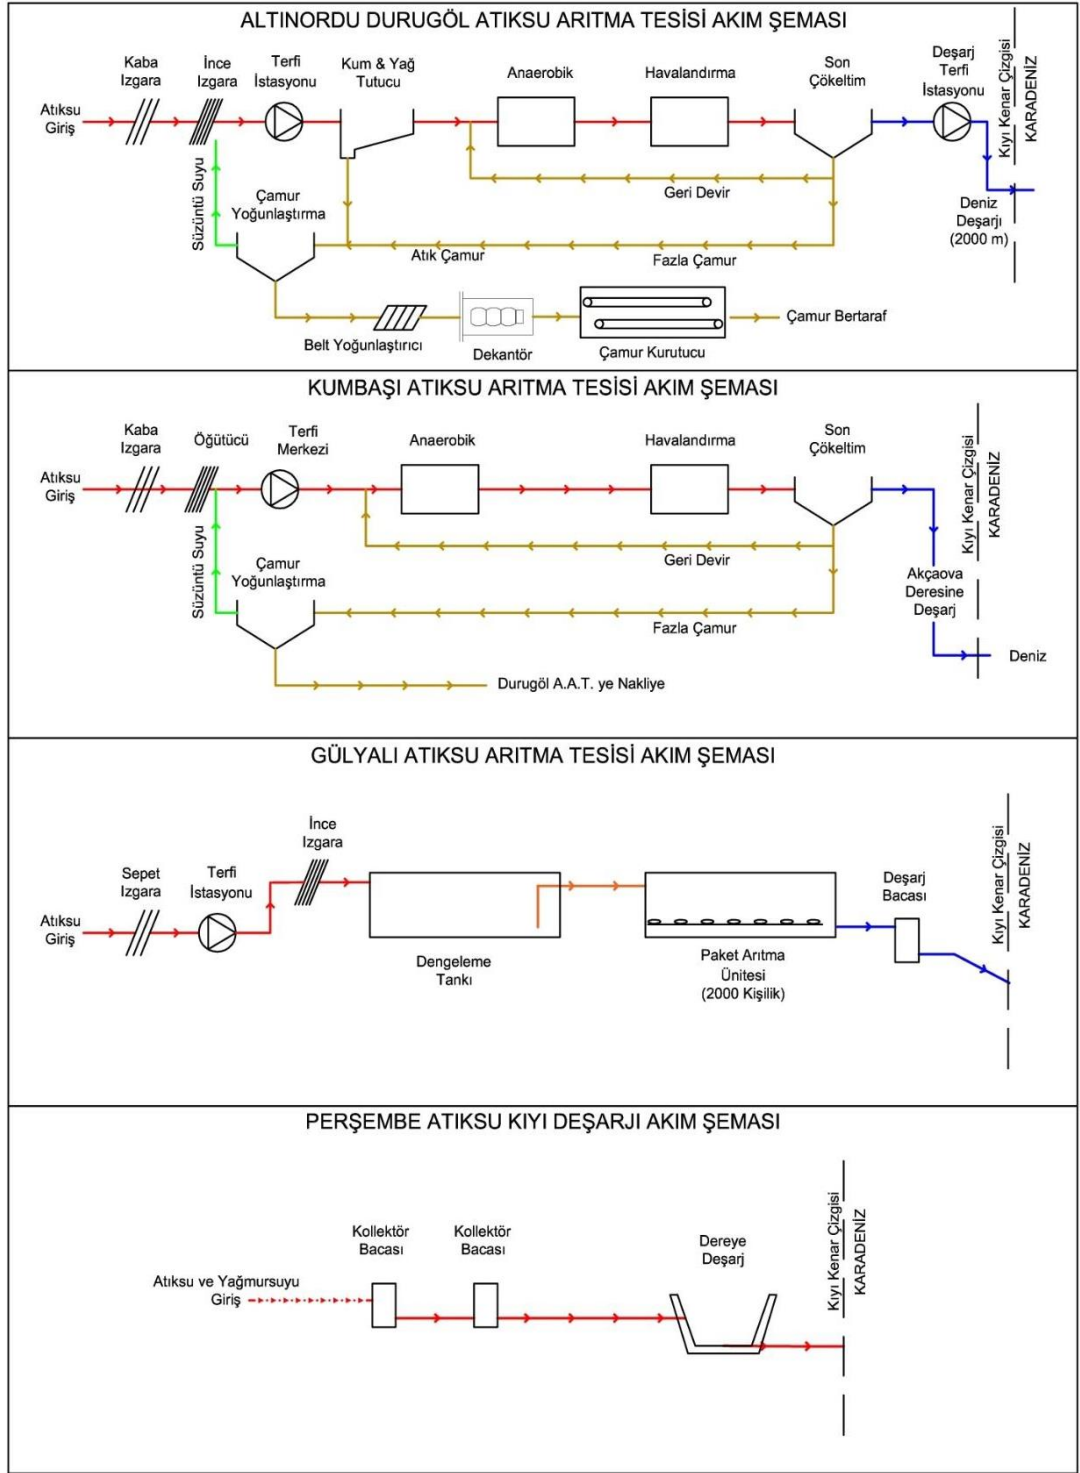 ALTINORDU DURUGÖL ATIKSU ARITMA TESİSİ AKIM ŞEMASI
Atıksu
Giriş
Kaba
Izgara
İnce
Izgara
Terfi
İstasyonu
Kum & Yağ
Tutucu
Anaerobik
Havalandırma
Son
Çökeltim
Deşarj
Terfi
İstasyonu
Kıyı Kenar Çizgisi
KARADENİZ
Süzüntü Suyu
Çamur
Yoğunlaştırma
Geri Devir
Atık Çamur
Fazla Çamur
Deniz
Deşarjı
(2000 m)
Belt Yoğunlaştırıcı
Dekantör
Çamur Kurutucu
Çamur Bertaraf
KUMBAŞI ATIKSU ARITMA TESİSİ AKIM ŞEMASI
Atıksu
Giriş
Kaba
Izgara
Öğütücü
Terfi
Merkezi
Anaerobik
Havalandırma
Son
Çökeltim
Kıyı Kenar Çizgisi
KARADENİZ
Süzüntü Suyu
Çamur
Yoğunlaştırma
Geri Devir
Fazla Çamur
Akçaova
Deresine
Deşarj
Deniz
Durugöl A.A.T. ye Nakliye
GÜLYALI ATIKSU ARITMA TESİSİ AKIM ŞEMASI
Atıksu
Giriş
Sepet
Izgara
Terfi
İstasyonu
İnce
Izgara
Dengeleme
Tankı
Paket Arıtma
Ünitesi
(2000 Kişilik)
Deşarj
Bacası
Kıyı Kenar Çizgisi
KARADENİZ
PERŞEMBE ATIKSU KIYI DEŞARJI AKIM ŞEMASI
Atıksu ve Yağmursuyu
Giriş
Kollektör
Bacası
Kollektör
Bacası
Dereye
Deşarj
Kıyı Kenar Çizgisi
KARADENİZ